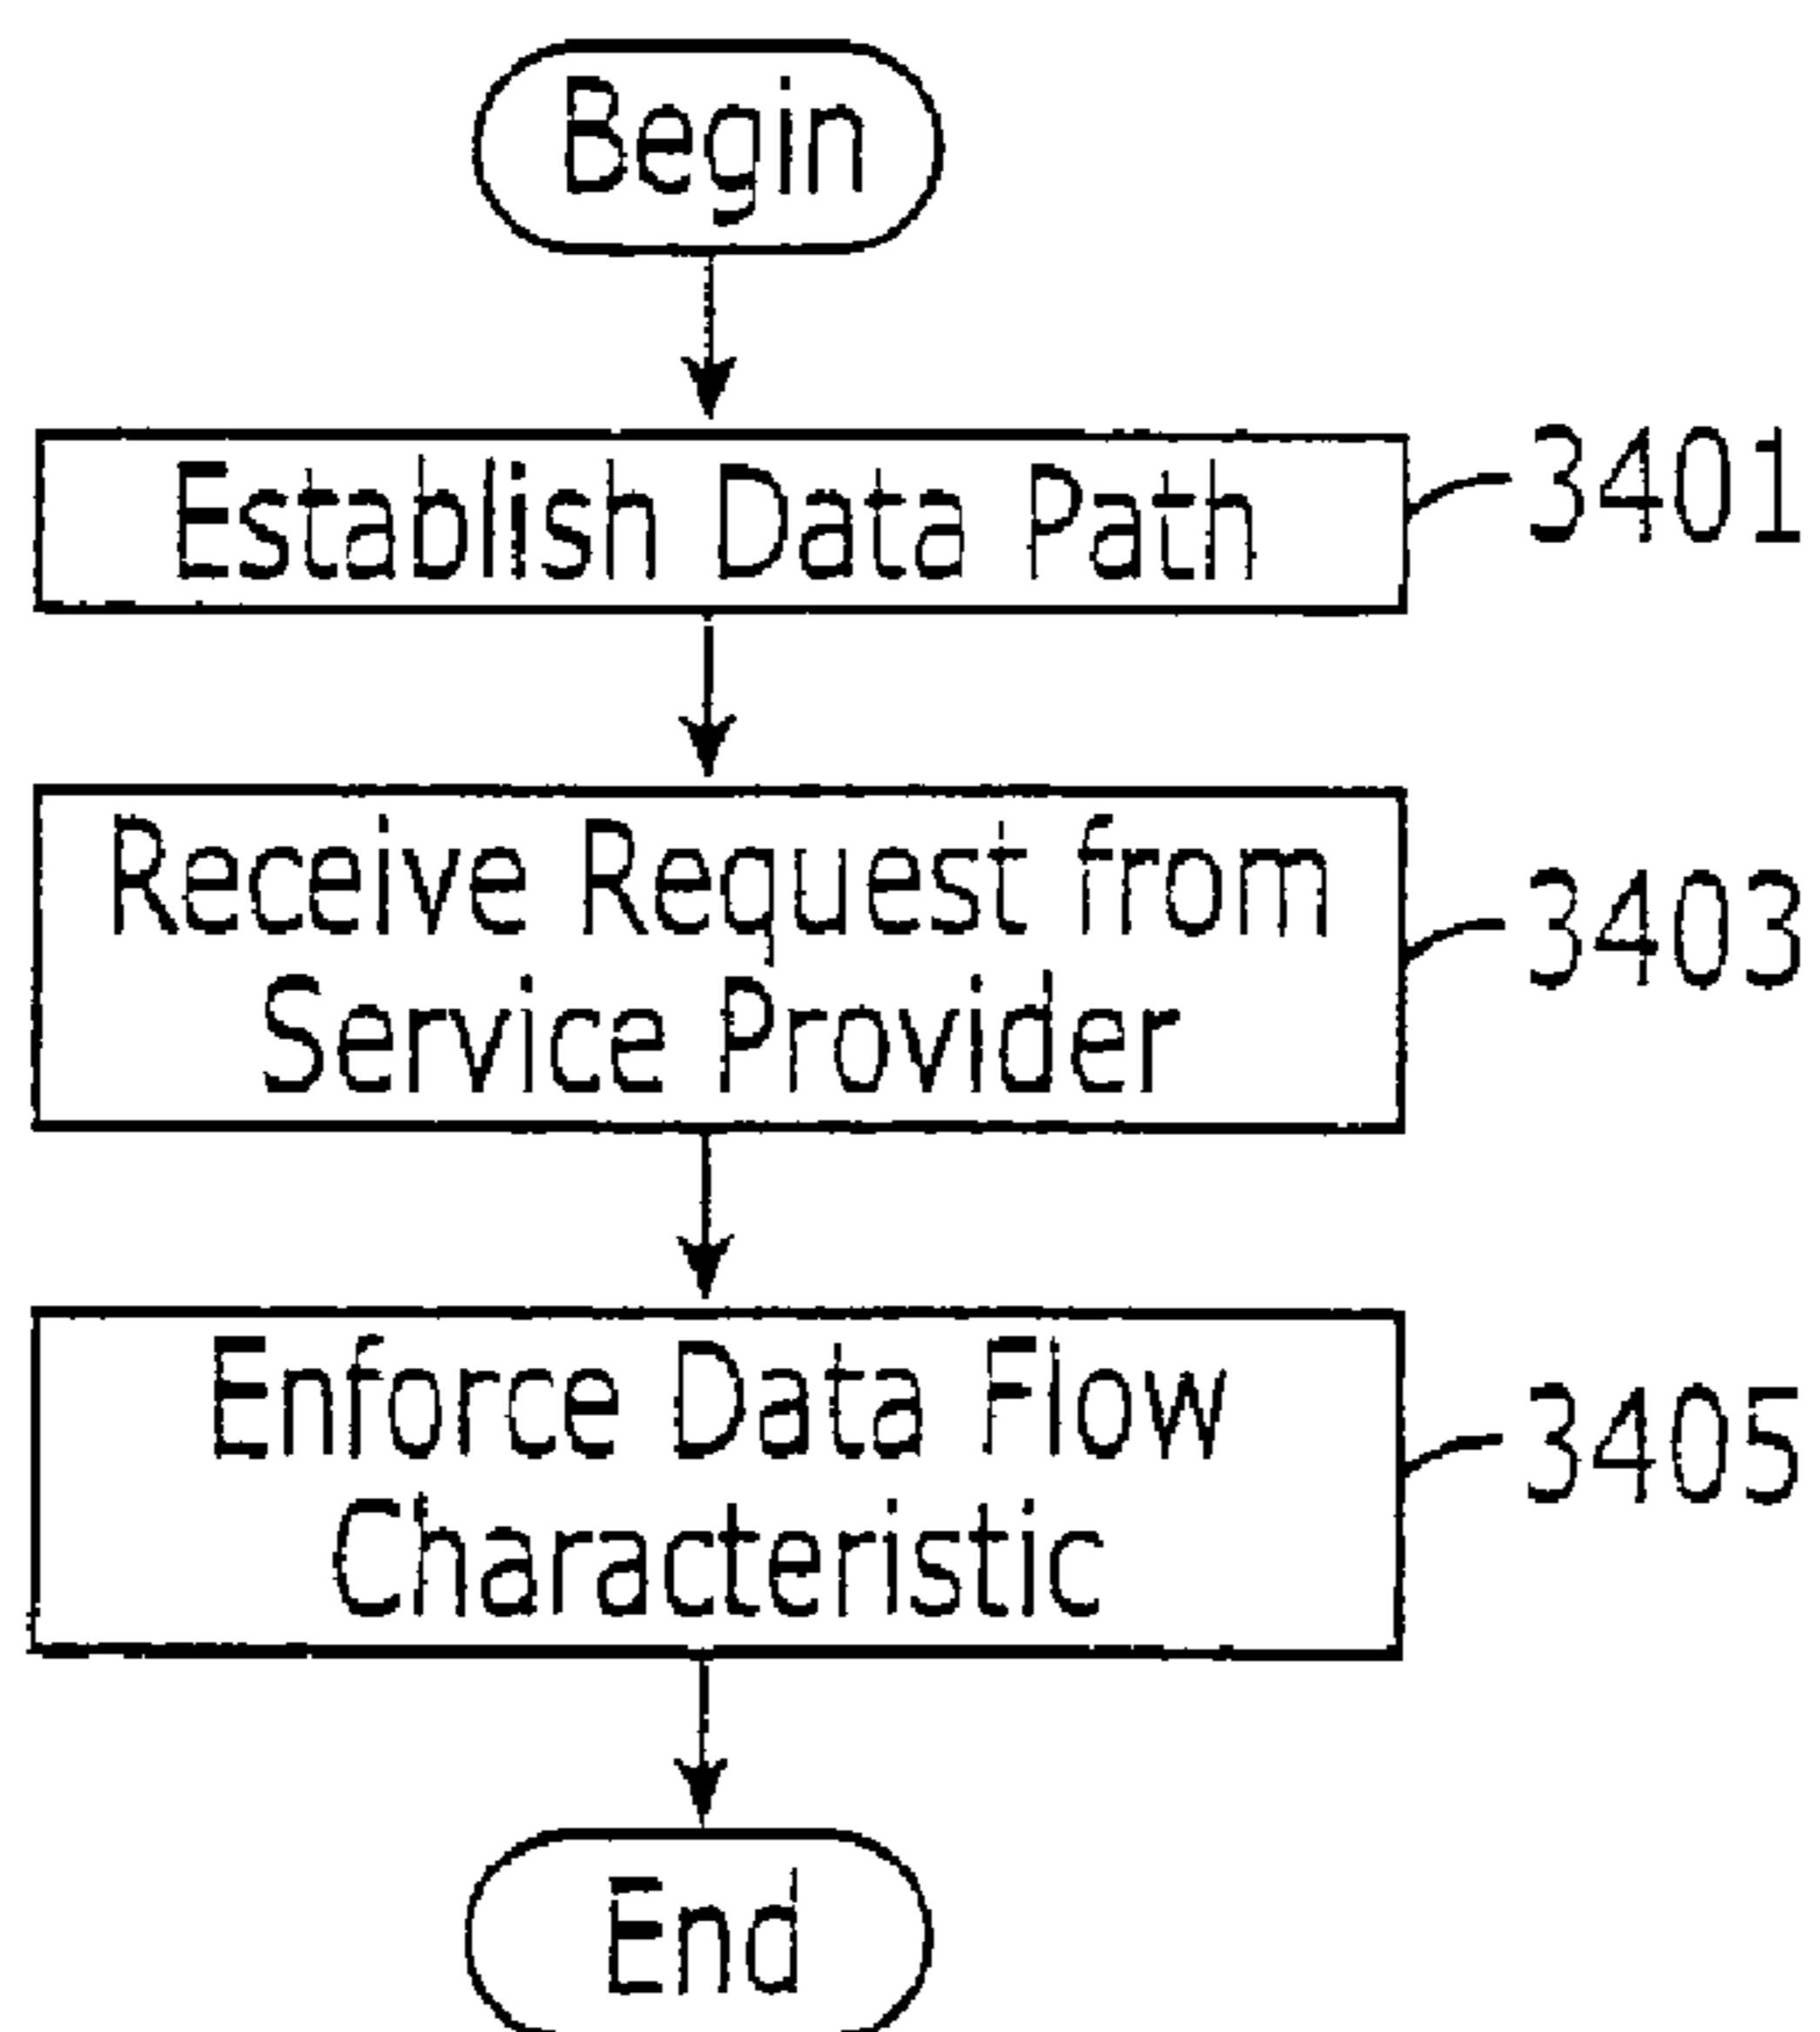 Begin
Establish Data Path
3401
Receive Request from
Service Provider
3403
Enforce Data Flow
Characteristic
3405
End